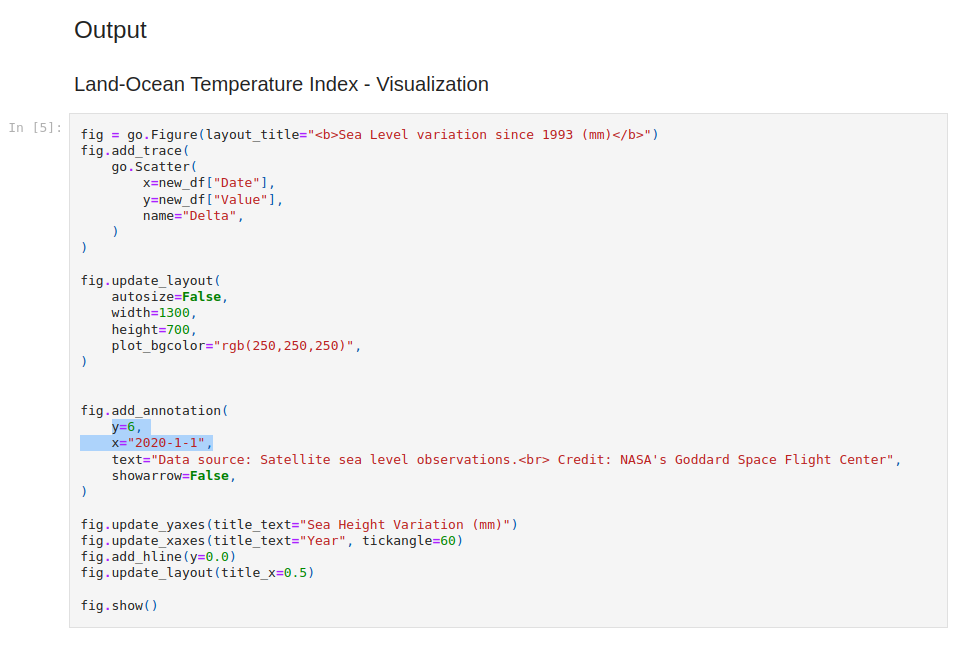 Output
Land-Ocean Temperature Index - Visualization
In [5]:
fig = go.Figure(layout_title="<b>Sea Level variation since 1993 (mm)</b>")
fig.add_trace(
    go.Scatter(
        x=new_df["Date"],
        y=new_df["Value"],
        name="Delta",
    )
)
fig.update_layout(
    autosize=False,
    width=1300,
    height=700,
    plot_bgcolor="rgb(250,250,250)",
)
fig.add_annotation(
    y=6,
    x="2020-1-1",
    text="Data source: Satellite sea level observations.<br> Credit: NASA's Goddard Space Flight Center",
    showarrow=False,
)
fig.update_yaxes(title_text="Sea Height Variation (mm)")
fig.update_xaxes(title_text="Year", tickangle=60)
fig.add_hline(y=0.0)
fig.update_layout(title_x=0.5)
fig.show()